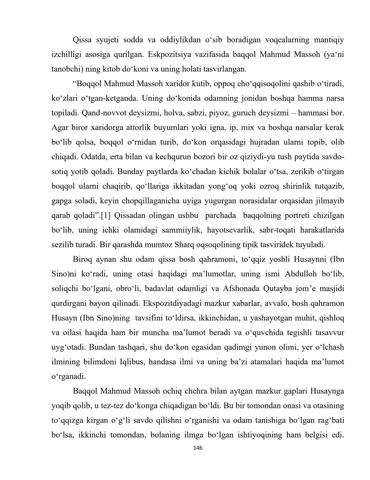 Qissa syujeti sodda va oddiylikdan o‘sib boradigan voqealarning mantiqiy
izchilligi asosiga qurilgan. Eskpozitsiya vazifasida baqqol Mahmud Massoh (ya‘ni
tanobchi) ning kitob do‘koni va uning holati tasvirlangan.
“Boqqol Mahmud Massoh xaridor kutib, oppoq cho‘qqisoqolini qashib o‘tiradi,
ko‘zlari o‘tgan-ketganda. Uning do‘konida odamning jonidan boshqa hamma narsa
topiladi. Qand-novvot deysizmi, holva, sabzi, piyoz, guruch deysizmi – hammasi bor.
Agar biror xaridorga attorlik buyumlari yoki igna, ip, mix va boshqa narsalar kerak
bo‘lib qolsa, boqqol o‘rnidan turib, do‘kon orqasidagi hujradan ularni topib, olib
chiqadi. Odatda, erta bilan va kechqurun bozori bir oz qiziydi-yu tush paytida savdo-
sotiq yotib qoladi. Bunday paytlarda ko‘chadan kichik bolalar o‘tsa, zerikib o‘tirgan
boqqol ularni chaqirib, qo‘llariga ikkitadan yong‘oq yoki ozroq shirinlik tutqazib,
gapga soladi, keyin chopqillaganicha uyiga yugurgan norasidalar orqasidan jilmayib
qarab qoladi”.[1] Qissadan olingan ushbu parchada baqqolning portreti chizilgan
bo‘lib, uning ichki olamidagi sammiiylik, hayotsevarlik, sabr-toqati harakatlarida
sezilib turadi. Bir qarashda mumtoz Sharq oqsoqolining tipik tasviridek tuyuladi.
Biroq aynan shu odam qissa bosh qahramoni, to‘qqiz yoshli Husaynni (Ibn
Sino)ni ko‘radi, uning otasi haqidagi ma’lumotlar, uning ismi Abdulloh bo‘lib,
soliqchi bo‘lgani, obro‘li, badavlat odamligi va Afshonada Qutayba jom’e masjidi
qurdirgani bayon qilinadi. Ekspozitdiyadagi mazkur xabarlar, avvalo, bosh qahramon
Husayn (Ibn Sino)ning tavsifini to‘ldirsa, ikkinchidan, u yashayotgan muhit, qishloq
va oilasi haqida ham bir muncha ma’lumot beradi va o‘quvchida tegishli tasavvur
uyg‘otadi. Bundan tashqari, shu do‘kon egasidan qadimgi yunon olimi, yer o‘lchash
ilmining bilimdoni Iqlibus, handasa ilmi va uning ba’zi atamalari haqida ma’lumot
o‘rganadi.
Baqqol Mahmud Massoh ochiq chehra bilan aytgan mazkur gaplari Husaynga
yoqib qolib, u tez-tez do‘konga chiqadigan bo‘ldi. Bu bir tomondan onasi va otasining
to‘qqizga kirgan o‘g‘li savdo qilishni o‘rganishi va odam tanishiga bo‘lgan rag‘bati
bo‘lsa, ikkinchi tomondan, bolaning ilmga bo‘lgan ishtiyoqining ham belgisi edi.
146